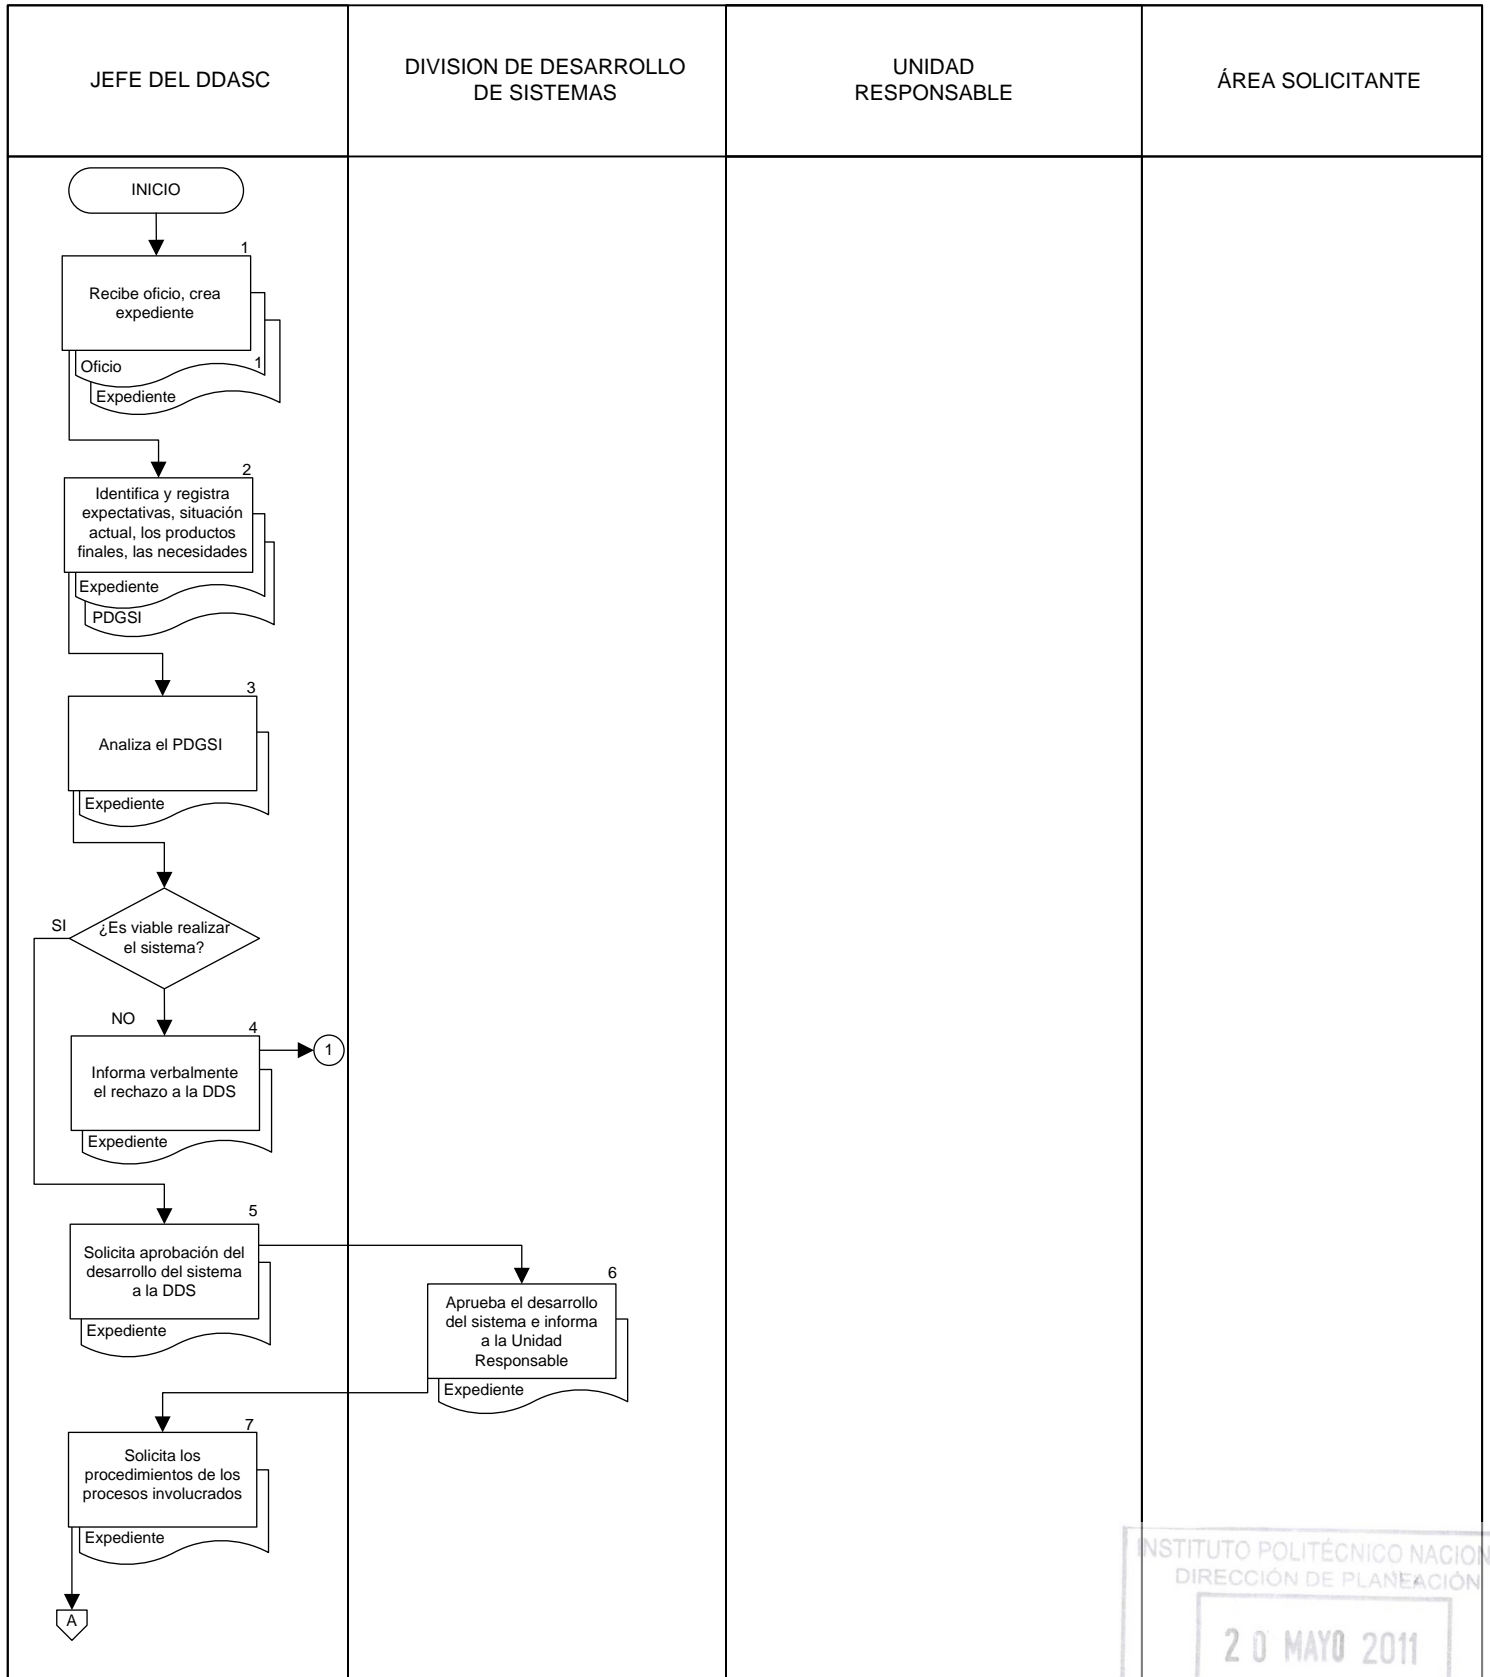 JEFE DEL DDASC
DIVISION DE DESARROLLO
DE SISTEMAS
UNIDAD
RESPONSABLE
ÁREA SOLICITANTE
INICIO
1
Recibe oficio, crea
expediente
Oficio
1
Expediente
2
Identifica y registra
expectativas, situación
actual, los productos
finales, las necesidades
Expediente
PDGSI
3
Analiza el PDGSI
Expediente
¿Es viable realizar
el sistema?
SI
NO
4
Informa verbalmente
el rechazo a la DDS
Expediente
1
5
Solicita aprobación del
desarrollo del sistema
a la DDS
Expediente
6
Aprueba el desarrollo
del sistema e informa
a la Unidad
Responsable
Expediente
7
Solicita los
procedimientos de los
procesos involucrados
Expediente
A
INSTITUTO POLITÉCNICO NACION
DIRECCIÓN DE PLANEACIÓN
20 MAYO 2011